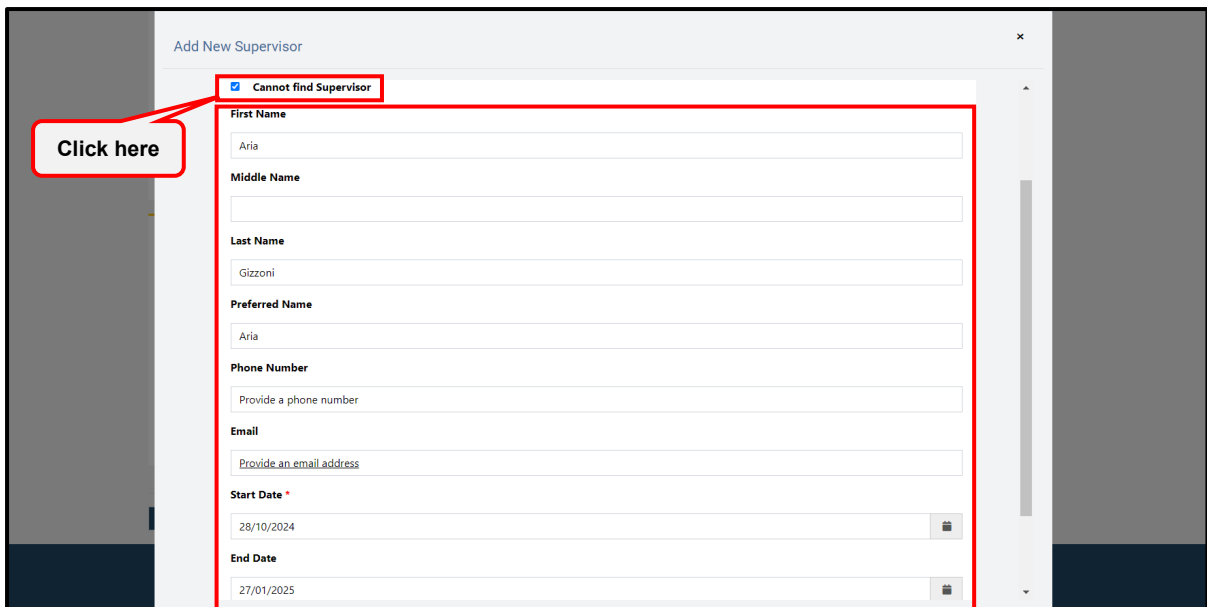 Add New Supervisor
×
Cannot find Supervisor
Click here
First Name
Aria
Middle Name
Last Name
Gizzoni
Preferred Name
Aria
Phone Number
Provide a phone number
Email
Provide an email address
Start Date *
28/10/2024
End Date
27/01/2025